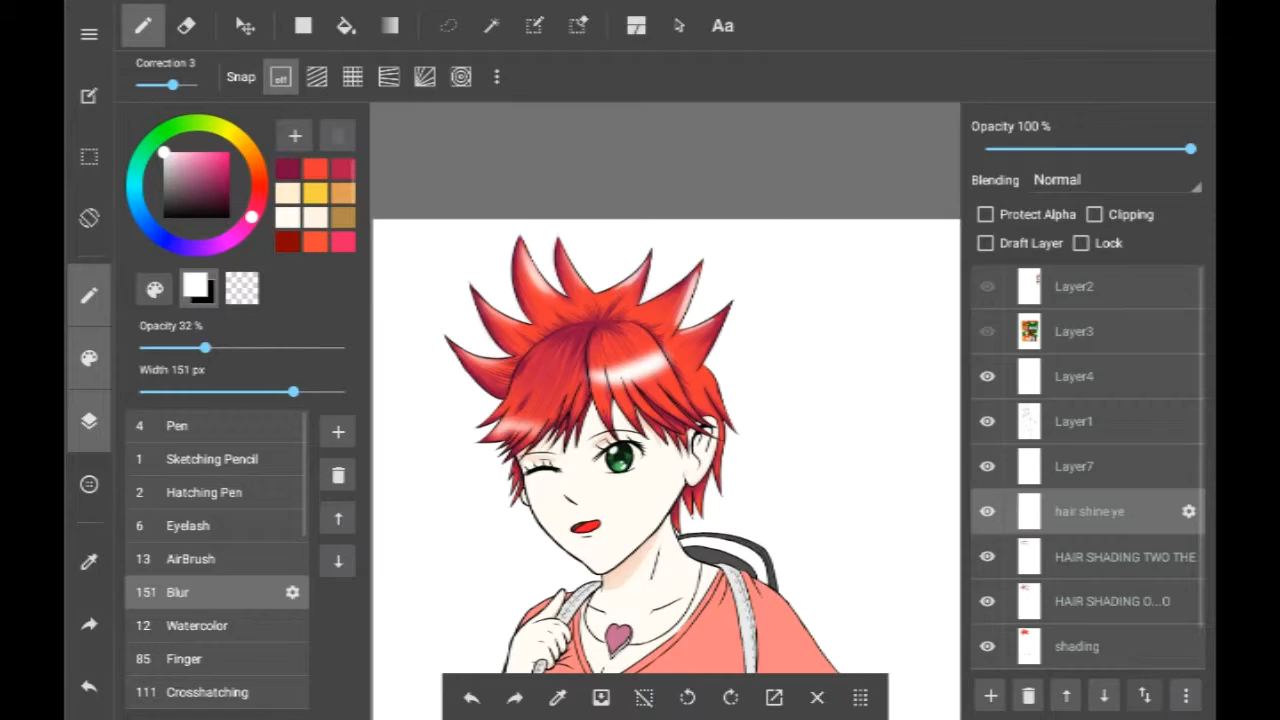 Aa
Correction 3
Snap
off
Opacity 100 %
Blending Normal
Protect Alpha Clipping
Draft Layer Lock
Layer2
Layer3
Layer4
Layer1
Layer7
hair shine ye
HAIR SHADING TWO THE
HAIR SHADING O...O
shading
Opacity 32 %
Width 151 px
4 Pen
1 Sketching Pencil
2 Hatching Pen
6 Eyelash
13 AirBrush
151 Blur
12 Watercolor
85 Finger
111 Crosshatching